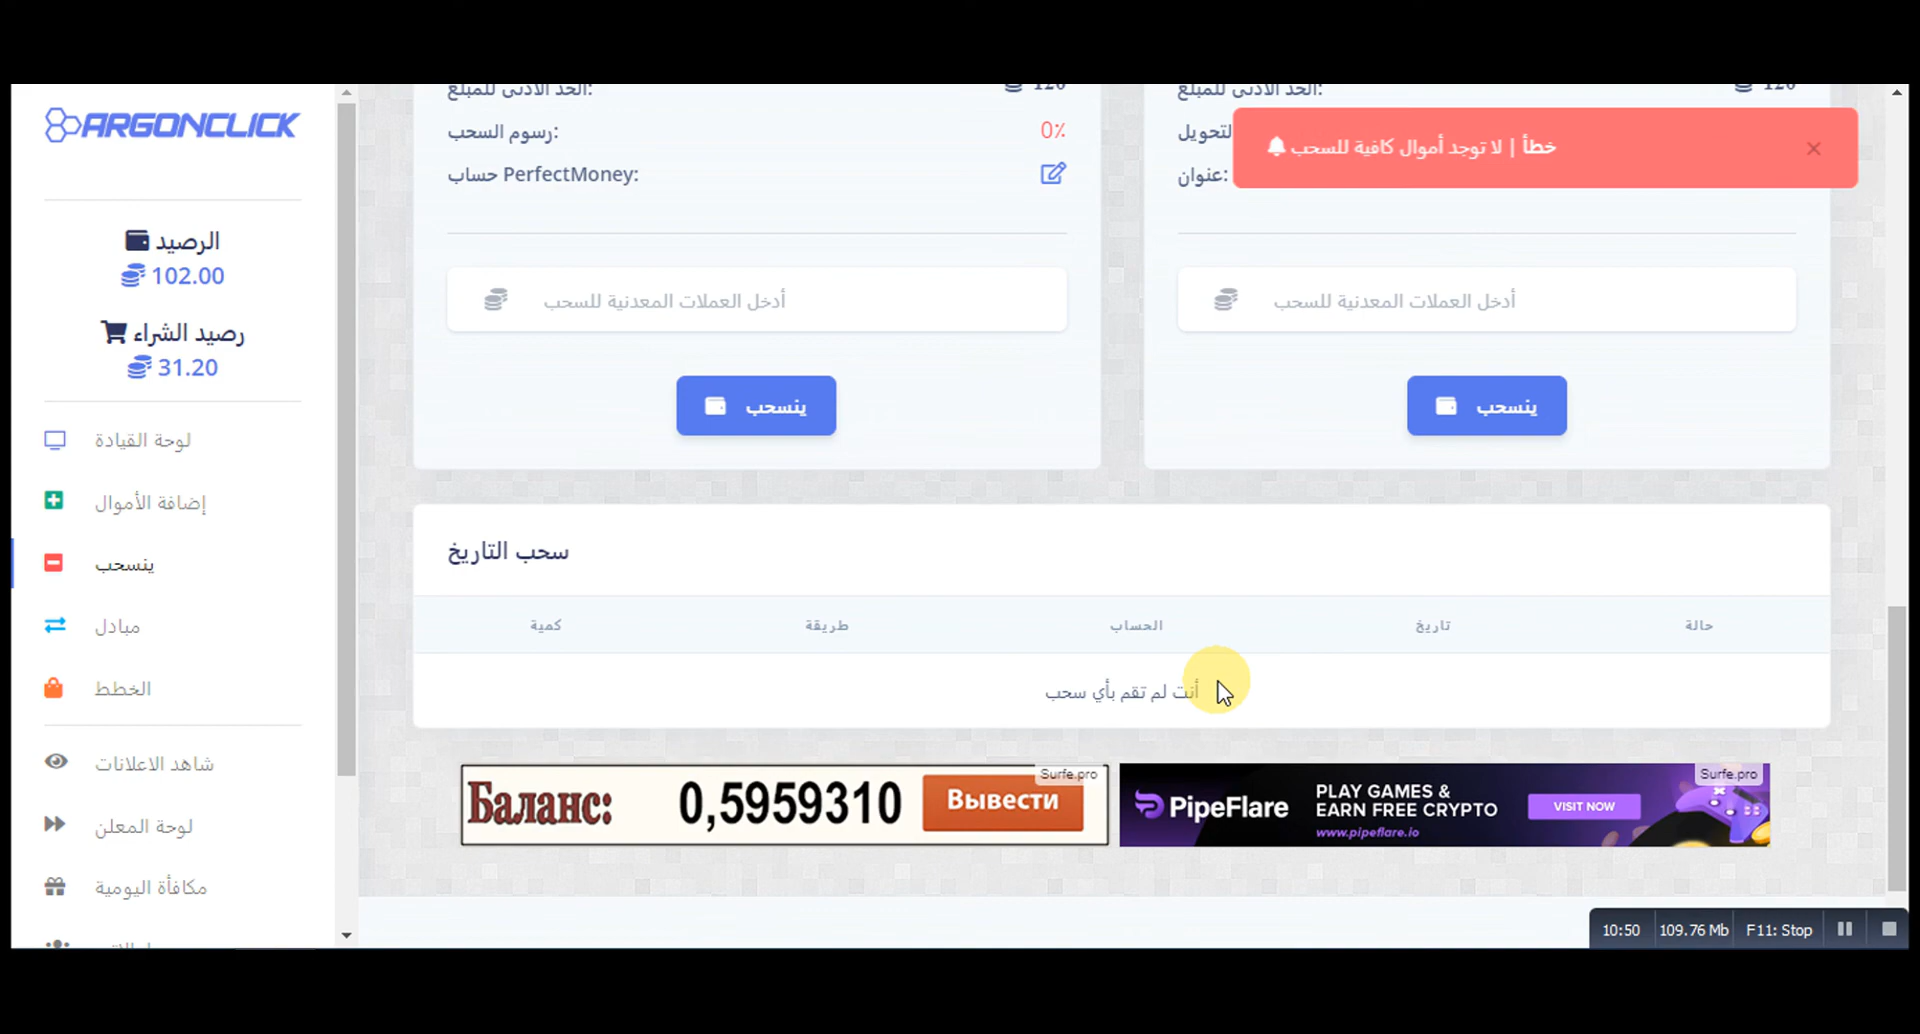 ARGONCLICK
الرصيد
102.00
رصيد الشراء
31.20
لوحة القيادة
إضافة الأموال
ينسحب
مبادل
الخطط
شاهد الاعلانات
لوحة المعلن
مكافأة اليومية
الحد الأدنى للمبلغ:
120
رسوم السحب:
0٪
حساب PerfectMoney:
أدخل العملات المعدنية للسحب
ينسحب
الحد الأدنى للمبلغ:
120
التحويل
عنوان:
خطأ | لا توجد أموال كافية للسحب
×
أدخل العملات المعدنية للسحب
ينسحب
سحب التاريخ
كمية طريقة الحساب تاريخ حالة
أنت لم تقم بأي سحب
Баланс: 0,5959310 Вывести
Surfe.pro
PipeFlare
PLAY GAMES &
EARN FREE CRYPTO
www.pipeflare.io
VISIT NOW
Surfe.pro
10:50 109.76 Mb F11: Stop